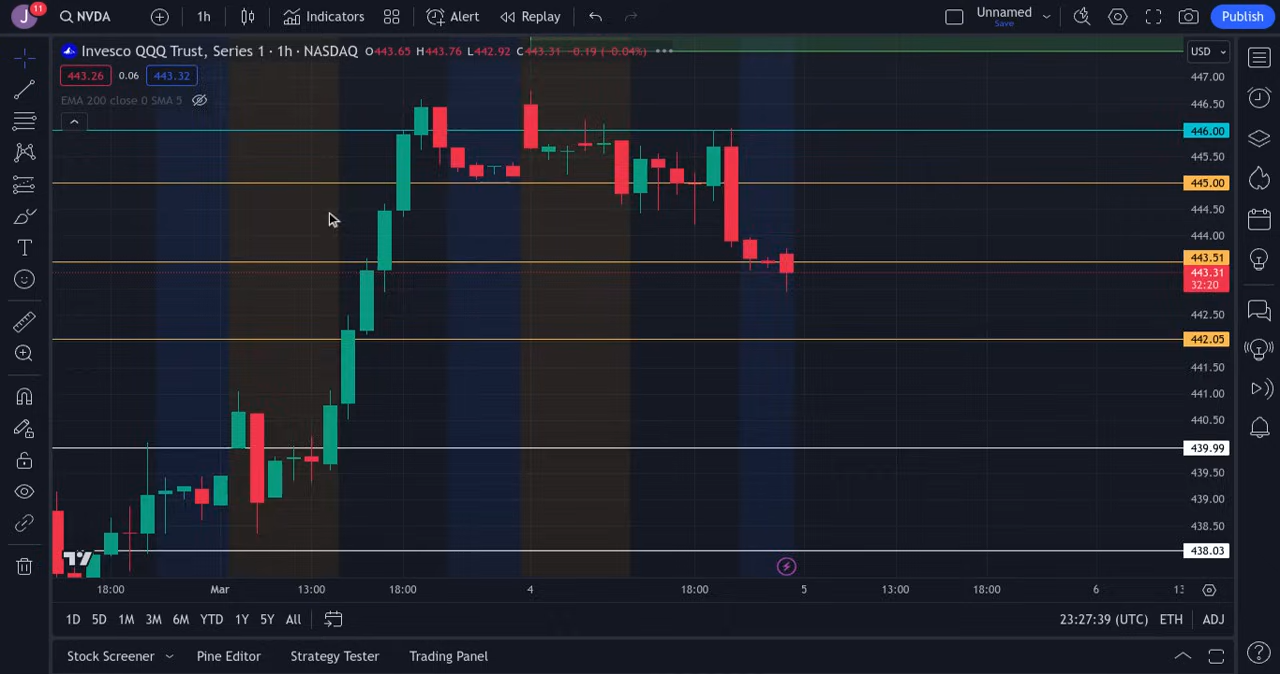 J 11 NVDA 1h Indicators Alert Replay Unnamed Save Publish
Invesco QQQ Trust, Series 1 · 1h · NASDAQ O443.65 H443.76 L442.92 C443.31 -0.19 (-0.04%) USD
443.26 0.06 443.32
447.00
EMA 200 close 0 SMA 5
446.50
446.00
445.50
445.00
444.50
444.00
443.51
443.31
32:20
442.50
442.05
441.50
441.00
440.50
439.99
439.50
439.00
438.50
438.03
18:00 Mar 13:00 18:00 4 18:00 5 13:00 18:00 6 13
1D 5D 1M 3M 6M YTD 1Y 5Y All 23:27:39 (UTC) ETH ADJ
Stock Screener Pine Editor Strategy Tester Trading Panel